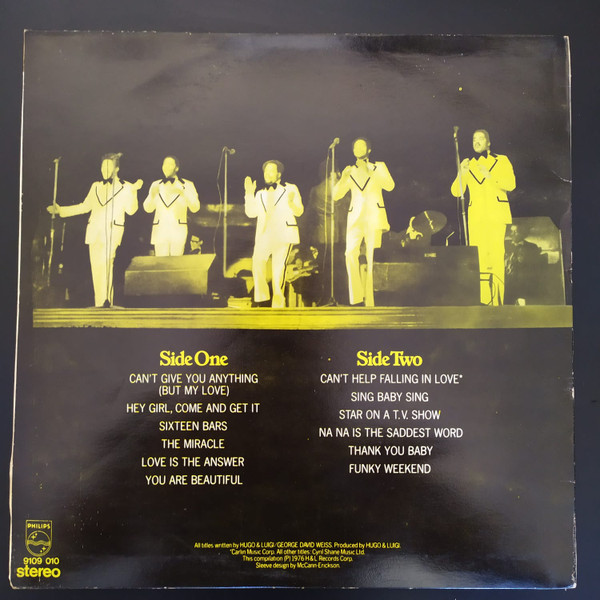 Side One
CAN'T GIVE YOU ANYTHING
(BUT MY LOVE)
HEY GIRL, COME AND GET IT
SIXTEEN BARS
THE MIRACLE
LOVE IS THE ANSWER
YOU ARE BEAUTIFUL
Side Two
CAN'T HELP FALLING IN LOVE*
SING BABY SING
STAR ON A T.V. SHOW
NA NA IS THE SADDEST WORD
THANK YOU BABY
FUNKY WEEKEND
PHILIPS
9109 010
stereo
All titles written by HUGO & LUIGI/GEORGE DAVID WEISS. Produced by HUGO & LUIGI.
*Carlin Music Corp. All other titles: Cyril Shane Music Ltd.
This compilation (P) 1976 H&L Records Corp.
Sleeve design by McCann-Erickson.